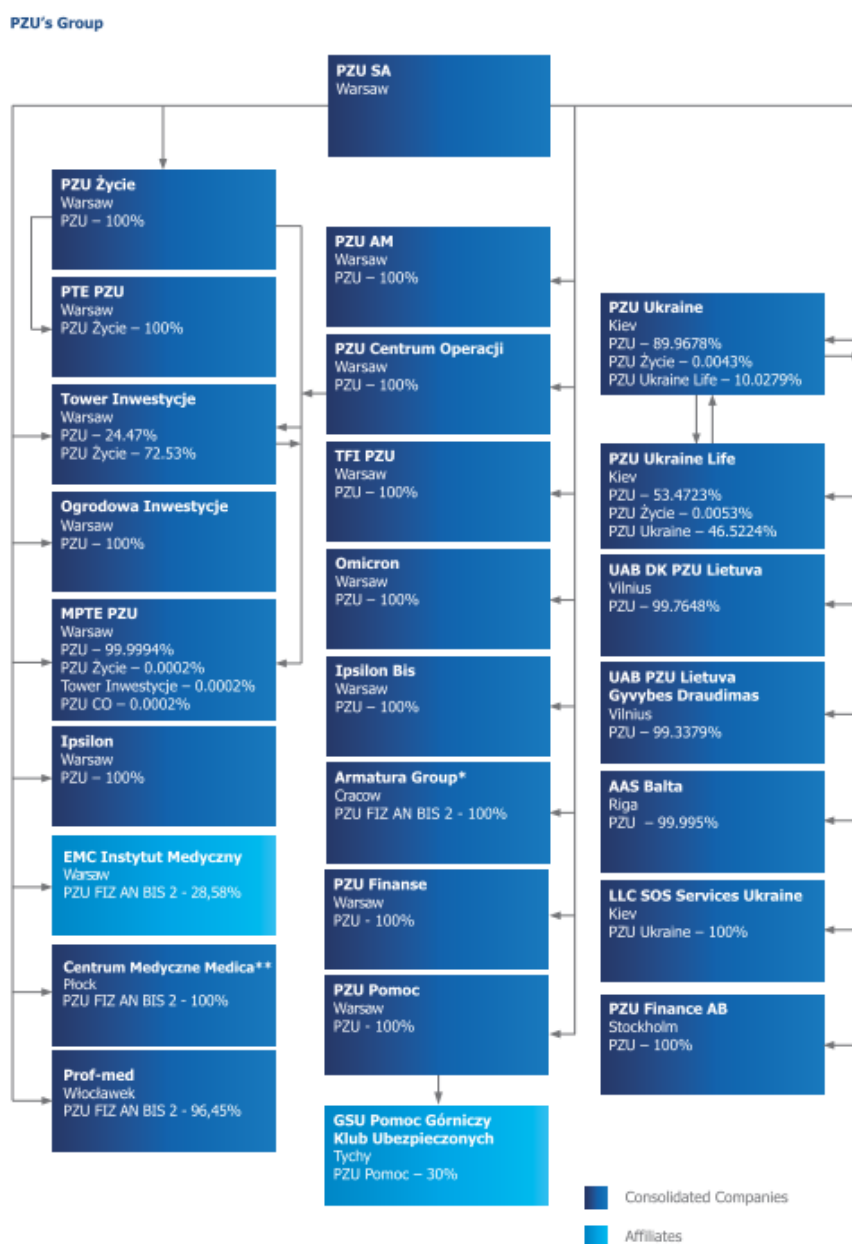 PZU's Group
PZU SA
Warsaw
PZU Życie
Warsaw
PZU – 100%
PTE PZU
Warsaw
PZU Życie – 100%
Tower Inwestycje
Warsaw
PZU – 24.47%
PZU Życie – 72.53%
Ogrodowa Inwestycje
Warsaw
PZU – 100%
MPTE PZU
Warsaw
PZU – 99.9994%
PZU Życie – 0.0002%
Tower Inwestycje – 0.0002%
PZU CO – 0.0002%
Ipsilon
Warsaw
PZU – 100%
EMC Instytut Medyczny
Warsaw
PZU FIZ AN BIS 2 - 28,58%
Centrum Medyczne Medica**
Płock
PZU FIZ AN BIS 2 - 100%
Prof-med
Włocławek
PZU FIZ AN BIS 2 - 96,45%
PZU AM
Warsaw
PZU – 100%
PZU Centrum Operacji
Warsaw
PZU – 100%
TFI PZU
Warsaw
PZU – 100%
Omicron
Warsaw
PZU – 100%
Ipsilon Bis
Warsaw
PZU – 100%
Armatura Group*
Cracow
PZU FIZ AN BIS 2 - 100%
PZU Finanse
Warsaw
PZU - 100%
PZU Pomoc
Warsaw
PZU - 100%
GSU Pomoc Górniczy
Klub Ubezpieczonych
Tychy
PZU Pomoc – 30%
PZU Ukraine
Kiev
PZU – 89.9678%
PZU Życie – 0.0043%
PZU Ukraine Life – 10.0279%
PZU Ukraine Life
Kiev
PZU – 53.4723%
PZU Życie – 0.0053%
PZU Ukraine – 46.5224%
UAB DK PZU Lietuva
Vilnius
PZU – 99.7648%
UAB PZU Lietuva
Gyvybes Draudimas
Vilnius
PZU – 99.3379%
AAS Balta
Riga
PZU – 99.995%
LLC SOS Services Ukraine
Kiev
PZU Ukraine – 100%
PZU Finance AB
Stockholm
PZU – 100%
Consolidated Companies
Affiliates